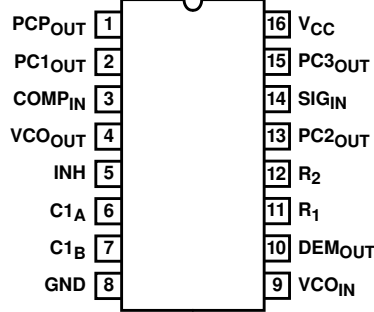 PCP_OUT 1 16 V_CC
PC1_OUT 2 15 PC3_OUT
COMP_IN 3 14 SIG_IN
VCO_OUT 4 13 PC2_OUT
INH 5 12 R_2
C1_A 6 11 R_1
C1_B 7 10 DEM_OUT
GND 8 9 VCO_IN